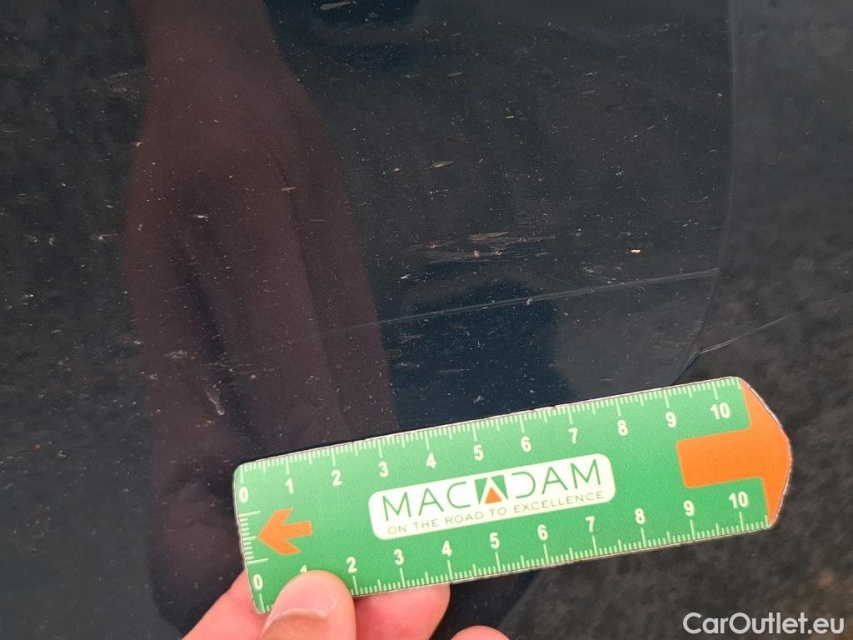 0 1 2 3 4 5 6 7 8 9 10
MACADAM
ON THE ROAD TO EXCELLENCE
0 2 3 4 5 6 7 8 9 10
CarOutlet.eu